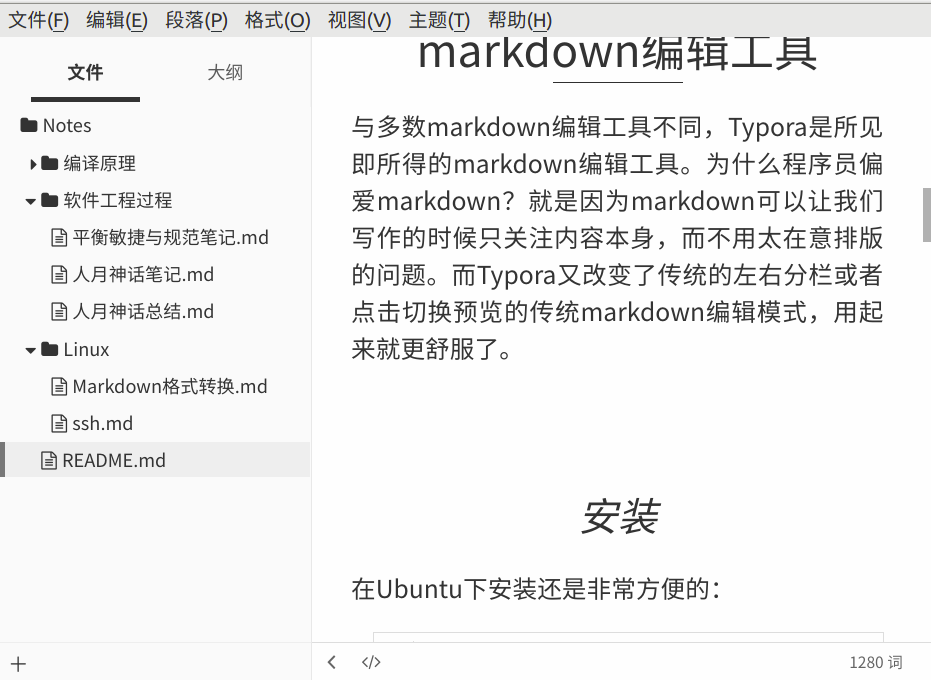 文件(F) 编辑(E) 段落(P) 格式(O) 视图(V) 主题(T) 帮助(H)
文件 大纲
Notes
编译原理
软件工程过程
平衡敏捷与规范笔记.md
人月神话笔记.md
人月神话总结.md
Linux
Markdown格式转换.md
ssh.md
README.md
markdown编辑工具
与多数markdown编辑工具不同，Typora是所见
即所得的markdown编辑工具。为什么程序员偏
爱markdown？就是因为markdown可以让我们
写作的时候只关注内容本身，而不用太在意排版
的问题。而Typora又改变了传统的左右分栏或者
点击切换预览的传统markdown编辑模式，用起
来就更舒服了。
安装
在Ubuntu下安装还是非常方便的：
1280 词